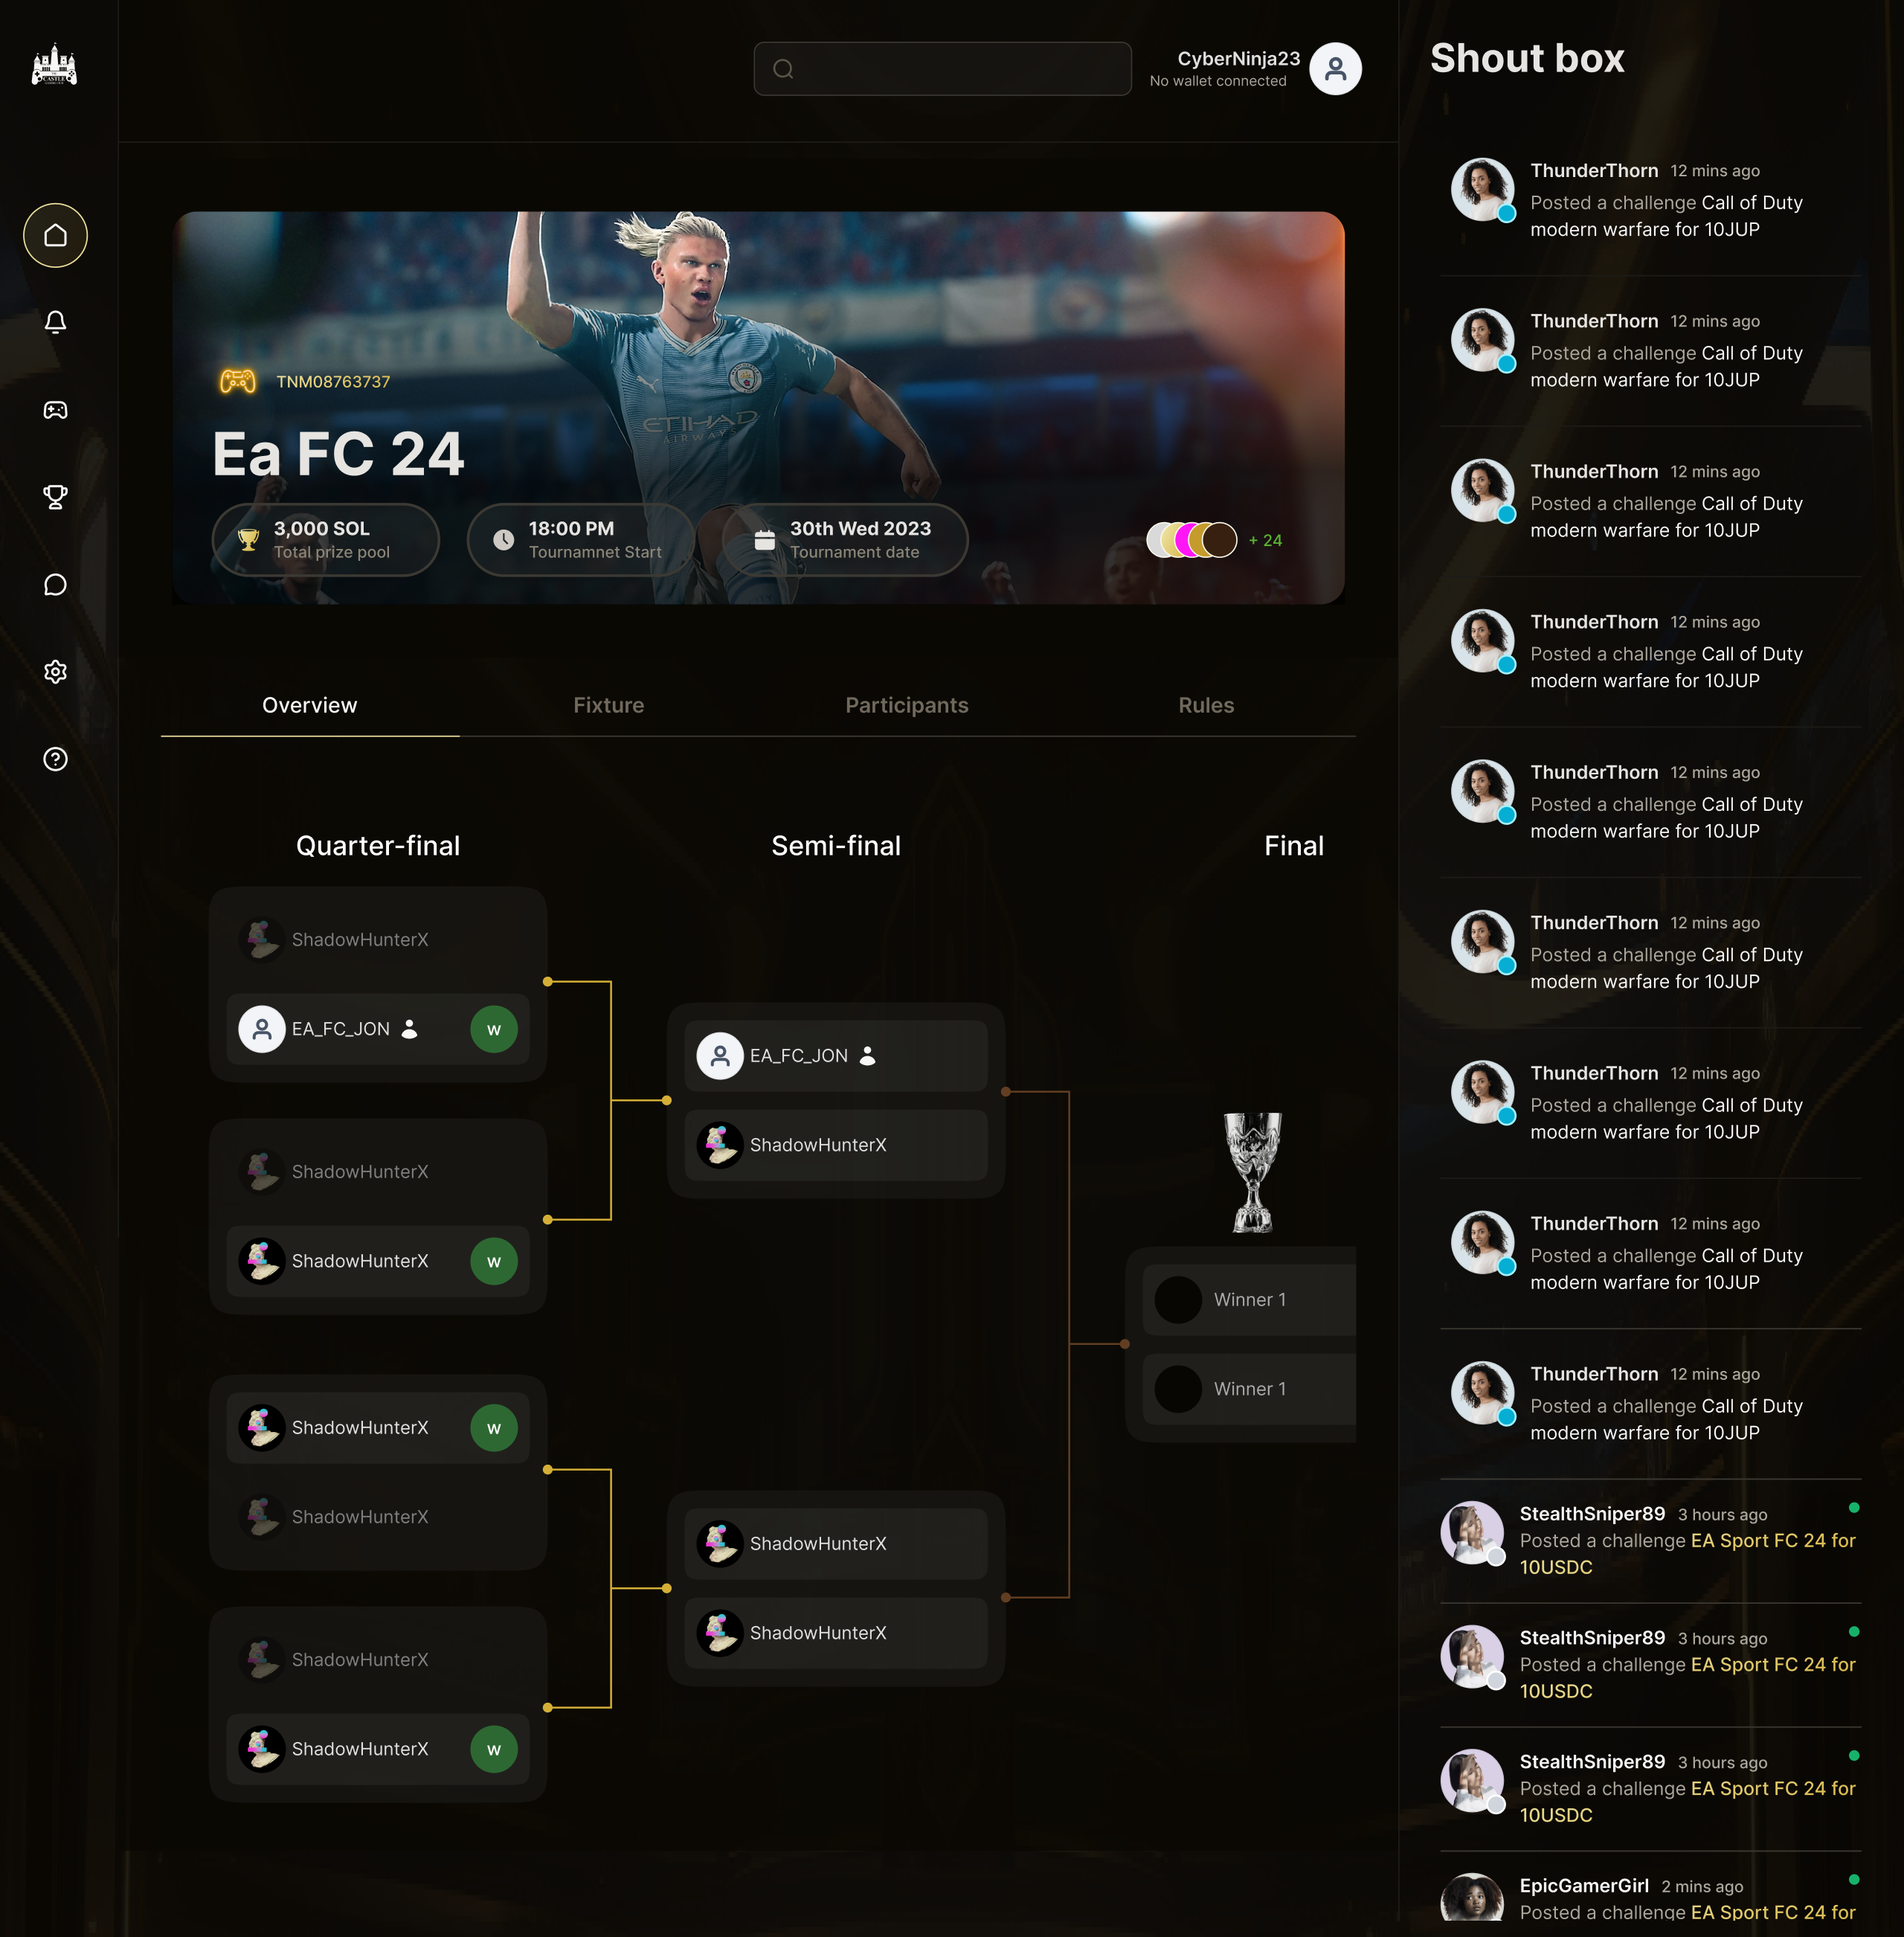 CASTLE
CyberNinja23
No wallet connected
TNM08763737
Ea FC 24
3,000 SOL
Total prize pool
18:00 PM
Tournamnet Start
30th Wed 2023
Tournament date
+ 24
ETIHAD
AIRWAYS
Overview
Fixture
Participants
Rules
Quarter-final
Semi-final
Final
ShadowHunterX
EA_FC_JON
W
ShadowHunterX
ShadowHunterX
W
ShadowHunterX
W
ShadowHunterX
ShadowHunterX
ShadowHunterX
W
EA_FC_JON
ShadowHunterX
ShadowHunterX
ShadowHunterX
Winner 1
Winner 1
Shout box
ThunderThorn 12 mins ago
Posted a challenge Call of Duty
modern warfare for 10JUP
ThunderThorn 12 mins ago
Posted a challenge Call of Duty
modern warfare for 10JUP
ThunderThorn 12 mins ago
Posted a challenge Call of Duty
modern warfare for 10JUP
ThunderThorn 12 mins ago
Posted a challenge Call of Duty
modern warfare for 10JUP
ThunderThorn 12 mins ago
Posted a challenge Call of Duty
modern warfare for 10JUP
ThunderThorn 12 mins ago
Posted a challenge Call of Duty
modern warfare for 10JUP
ThunderThorn 12 mins ago
Posted a challenge Call of Duty
modern warfare for 10JUP
ThunderThorn 12 mins ago
Posted a challenge Call of Duty
modern warfare for 10JUP
ThunderThorn 12 mins ago
Posted a challenge Call of Duty
modern warfare for 10JUP
StealthSniper89 3 hours ago
Posted a challenge EA Sport FC 24 for
10USDC
StealthSniper89 3 hours ago
Posted a challenge EA Sport FC 24 for
10USDC
StealthSniper89 3 hours ago
Posted a challenge EA Sport FC 24 for
10USDC
EpicGamerGirl 2 mins ago
Posted a challenge EA Sport FC 24 for